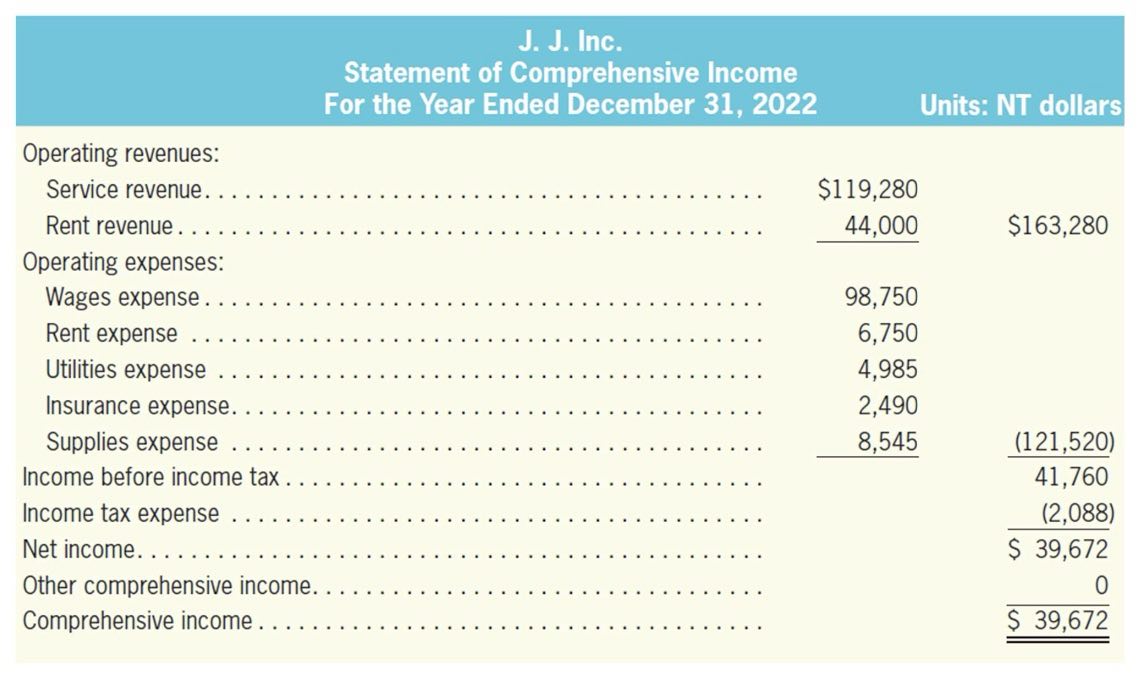 J. J. Inc.
Statement of Comprehensive Income
For the Year Ended December 31, 2022 Units: NT dollars
Operating revenues:
Service revenue. . . . . . . . . . . . . . . . . . . . . . . . . . . . . . . . . . . . . . . . . . $119,280
Rent revenue . . . . . . . . . . . . . . . . . . . . . . . . . . . . . . . . . . . . . . . . . . . . 44,000 $163,280
Operating expenses:
Wages expense . . . . . . . . . . . . . . . . . . . . . . . . . . . . . . . . . . . . . . . . . . 98,750
Rent expense . . . . . . . . . . . . . . . . . . . . . . . . . . . . . . . . . . . . . . . . . . . 6,750
Utilities expense . . . . . . . . . . . . . . . . . . . . . . . . . . . . . . . . . . . . . . . . . 4,985
Insurance expense. . . . . . . . . . . . . . . . . . . . . . . . . . . . . . . . . . . . . . . . 2,490
Supplies expense . . . . . . . . . . . . . . . . . . . . . . . . . . . . . . . . . . . . . . . . 8,545 (121,520)
Income before income tax . . . . . . . . . . . . . . . . . . . . . . . . . . . . . . . . . . . . 41,760
Income tax expense . . . . . . . . . . . . . . . . . . . . . . . . . . . . . . . . . . . . . . . . (2,088)
Net income. . . . . . . . . . . . . . . . . . . . . . . . . . . . . . . . . . . . . . . . . . . . . . . $ 39,672
Other comprehensive income. . . . . . . . . . . . . . . . . . . . . . . . . . . . . . . . . . 0
Comprehensive income . . . . . . . . . . . . . . . . . . . . . . . . . . . . . . . . . . . . . . $ 39,672